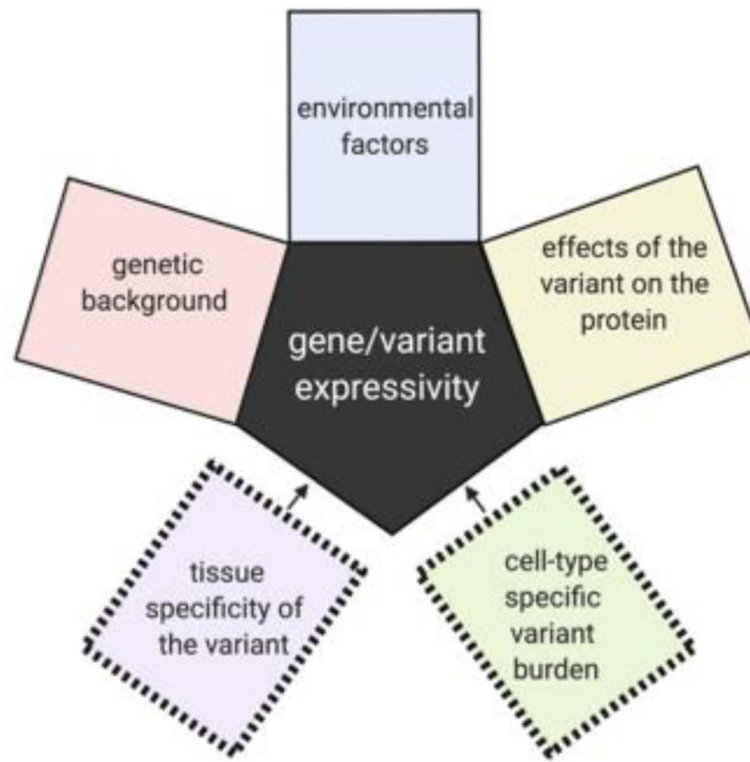 environmental
factors
genetic
background
effects of the
variant on the
protein
gene/variant
expressivity
tissue
specificity of
the variant
cell-type
specific
variant
burden